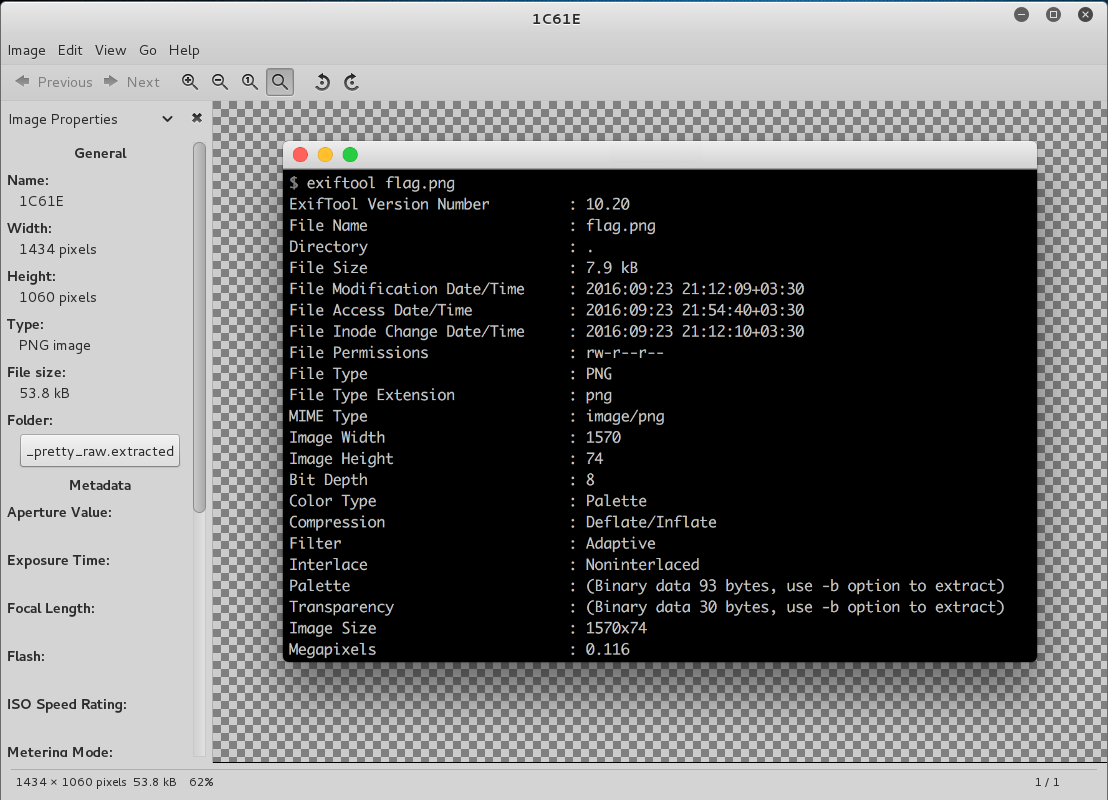 1C61E
Image Edit View Go Help
Previous Next
Image Properties
General
Name:
1C61E
Width:
1434 pixels
Height:
1060 pixels
Type:
PNG image
File size:
53.8 kB
Folder:
_pretty_raw.extracted
Metadata
Aperture Value:
Exposure Time:
Focal Length:
Flash:
ISO Speed Rating:
Metering Mode:
$ exiftool flag.png
ExifTool Version Number : 10.20
File Name : flag.png
Directory : .
File Size : 7.9 kB
File Modification Date/Time : 2016:09:23 21:12:09+03:30
File Access Date/Time : 2016:09:23 21:54:40+03:30
File Inode Change Date/Time : 2016:09:23 21:12:10+03:30
File Permissions : rw-r--r--
File Type : PNG
File Type Extension : png
MIME Type : image/png
Image Width : 1570
Image Height : 74
Bit Depth : 8
Color Type : Palette
Compression : Deflate/Inflate
Filter : Adaptive
Interlace : Noninterlaced
Palette : (Binary data 93 bytes, use -b option to extract)
Transparency : (Binary data 30 bytes, use -b option to extract)
Image Size : 1570x74
Megapixels : 0.116
1434 × 1060 pixels 53.8 kB 62%
1 / 1